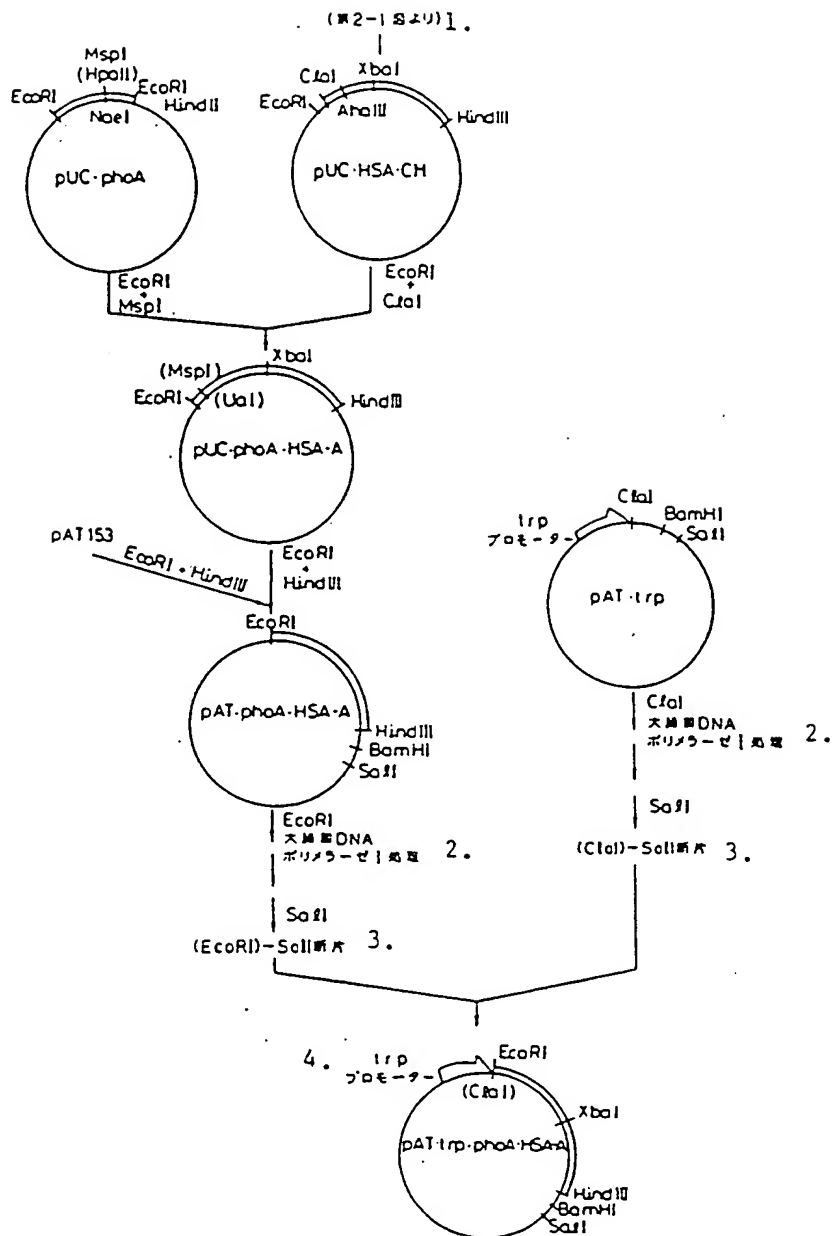 (第2-1図より) 1.
MspI
(HpaII)
EcoRI
EcoRI
HindIII
NaeI
pUC·phoA
XbaI
ClaI
EcoRI
AhaIII
HindIII
pUC·HSA·CH
EcoRI
+
MspI
EcoRI
+
ClaI
XbaI
(MspI)
EcoRI
(UaI)
HindIII
pUC-phoA·HSA·A
pAT153
EcoRI + HindIII
EcoRI
+
HindIII
EcoRI
pAT-phoA-HSA-A
HindIII
BamHI
SalI
ClaI
trp
プロモーター
BamHI
SalI
pAT·trp
ClaI
大腸菌DNA
ポリメラーゼI処理 2.
SalI
(ClaI)-SalI断片 3.
EcoRI
大腸菌DNA
ポリメラーゼI処理 2.
SalI
(EcoRI)-SalI断片 3.
4. trp
プロモーター
EcoRI
(ClaI)
XbaI
pAT·trp·phoA·HSA-A
HindIII
BamHI
SalI